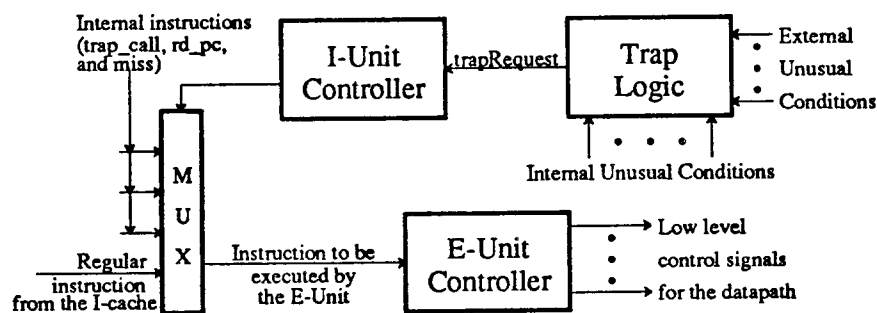 Internal instructions
(trap_call, rd_pc,
and miss)
I-Unit
Controller
trapRequest
Trap
Logic
External
Unusual
Conditions
Internal Unusual Conditions
M
U
X
Regular
instruction
from the I-cache
Instruction to be
executed by
the E-Unit
E-Unit
Controller
Low level
control signals
for the datapath